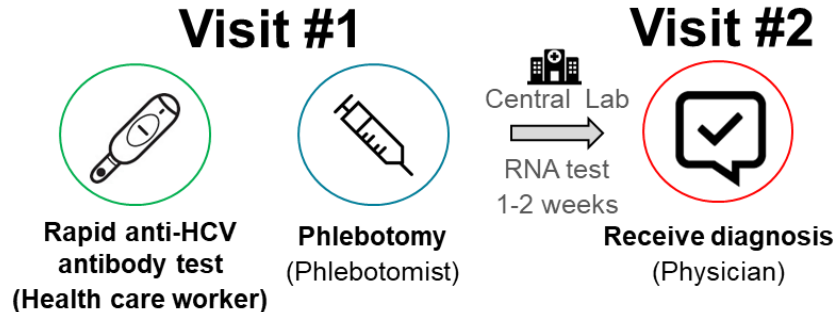 Visit #1
Visit #2
Rapid anti-HCV
antibody test
(Health care worker)
Phlebotomy
(Phlebotomist)
Central Lab
RNA test
1-2 weeks
Receive diagnosis
(Physician)